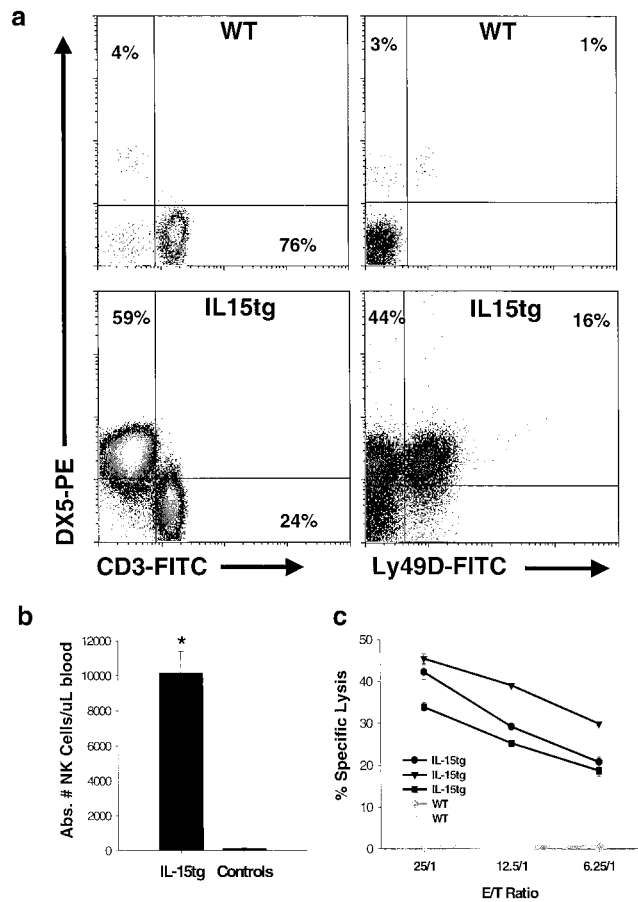 a
WT
4%
76%
WT
3%
1%
IL15tg
59%
24%
IL15tg
44%
16%
DX5-PE
CD3-FITC
Ly49D-FITC
b
*
Abs. # NK Cells/uL blood
12000
10000
8000
6000
4000
2000
0
IL-15tg Controls
c
% Specific Lysis
50
40
30
20
10
0
IL-15tg
IL-15tg
IL-15tg
WT
WT
25/1 12.5/1 6.25/1
E/T Ratio